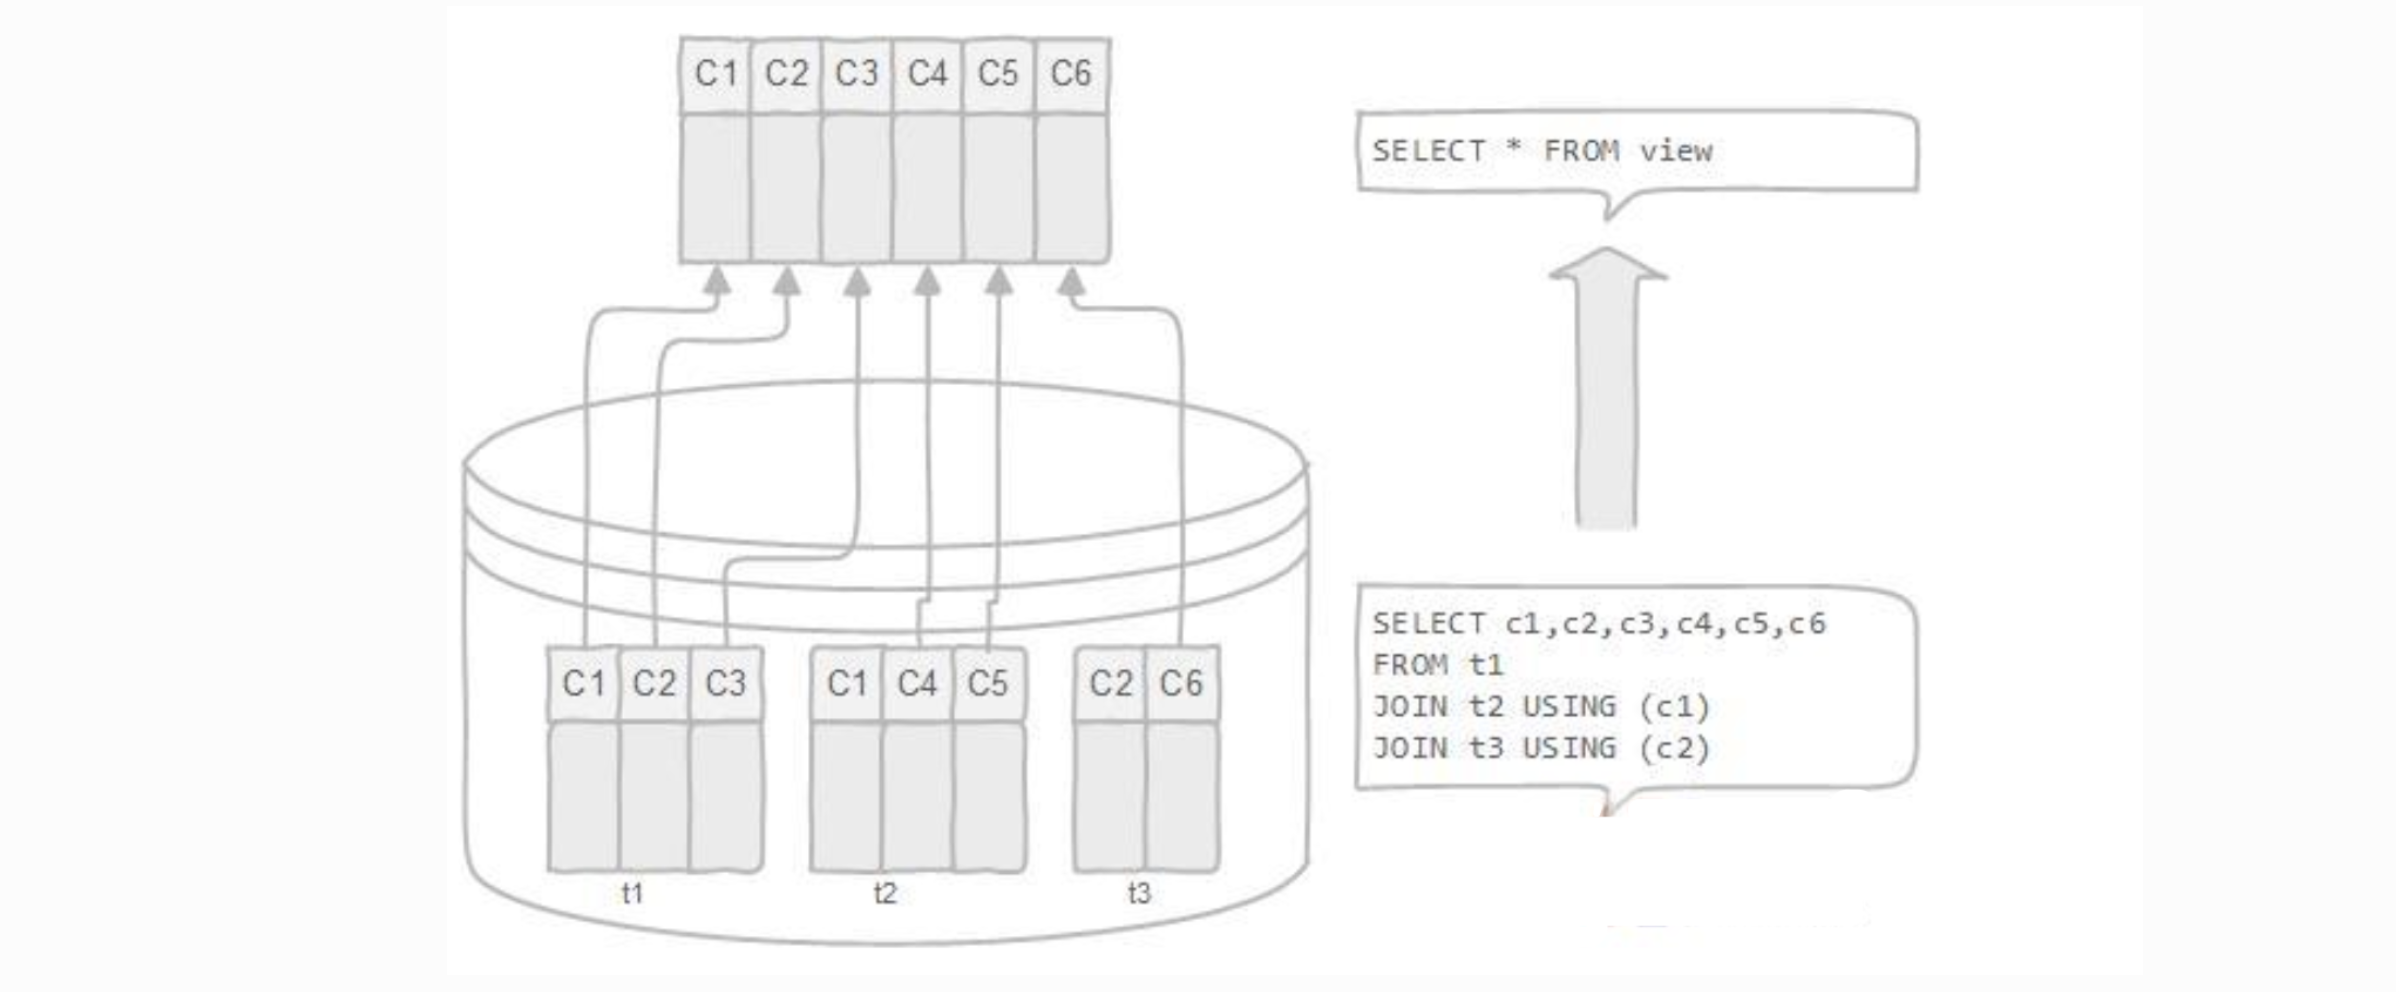 C1 C2 C3 C4 C5 C6
SELECT * FROM view
SELECT c1,c2,c3,c4,c5,c6
FROM t1
JOIN t2 USING (c1)
JOIN t3 USING (c2)
C1 C2 C3
C1 C4 C5
C2 C6
t1
t2
t3